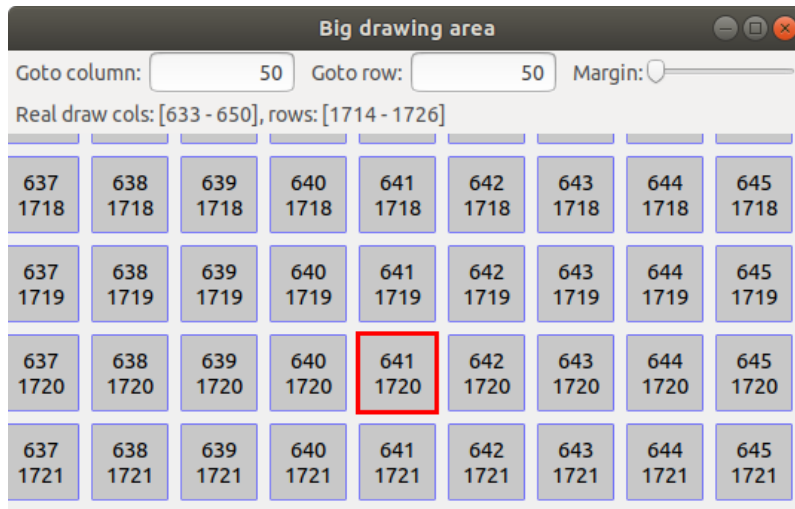 Big drawing area
Goto column: 50 Goto row: 50 Margin:
Real draw cols: [633 - 650], rows: [1714 - 1726]
637 638 639 640 641 642 643 644 645
1718 1718 1718 1718 1718 1718 1718 1718 1718
637 638 639 640 641 642 643 644 645
1719 1719 1719 1719 1719 1719 1719 1719 1719
637 638 639 640 641 642 643 644 645
1720 1720 1720 1720 1720 1720 1720 1720 1720
637 638 639 640 641 642 643 644 645
1721 1721 1721 1721 1721 1721 1721 1721 1721